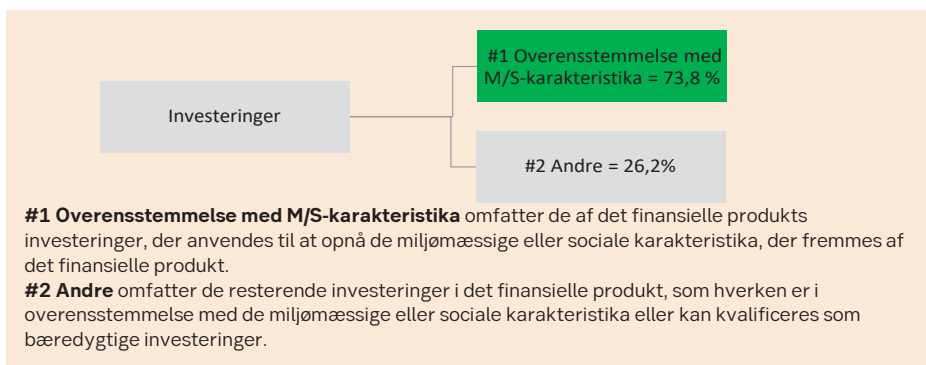 #1 Overensstemmelse med
M/S-karakteristika = 73,8 %
Investeringer
#2 Andre = 26,2%
#1 Overensstemmelse med M/S-karakteristika omfatter de af det finansielle produkts
investeringer, der anvendes til at opnå de miljømæssige eller sociale karakteristika, der fremmes af
det finansielle produkt.
#2 Andre omfatter de resterende investeringer i det finansielle produkt, som hverken er i
overensstemmelse med de miljømæssige eller sociale karakteristika eller kan kvalificeres som
bæredygtige investeringer.